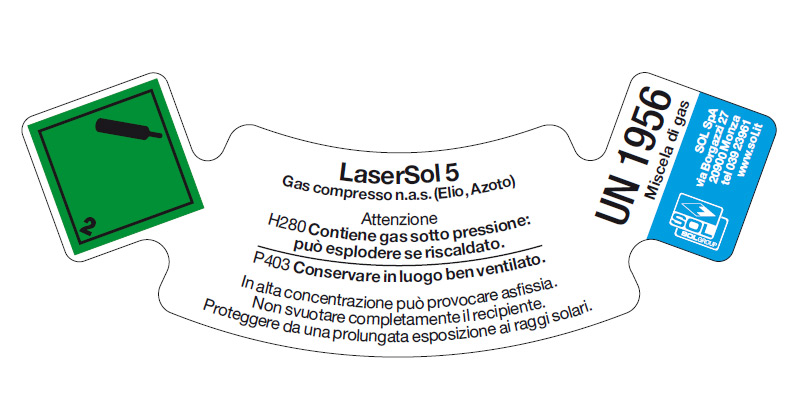 2
LaserSol 5
Gas compresso n.a.s. (Elio, Azoto)
Attenzione
H280 Contiene gas sotto pressione:
può esplodere se riscaldato.
P403 Conservare in luogo ben ventilato.
In alta concentrazione può provocare asfissia.
Non svuotare completamente il recipiente.
Proteggere da una prolungata esposizione ai raggi solari.
UN 1956
Miscela di gas
SOL SpA
via Borgazzi 27
20900 Monza
tel 039 23961
www.sol.it
SOL
SOLGROUP